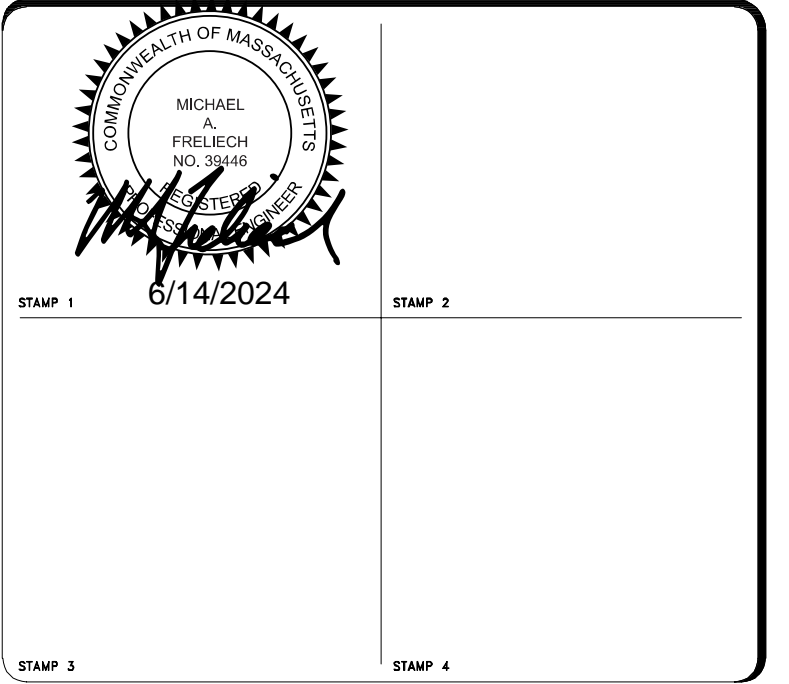 COMMONWEALTH OF MASSACHUSETTS
MICHAEL
A.
FRELIECH
NO. 39446
REGISTERED
PROFESSIONAL ENGINEER
6/14/2024
STAMP 1
STAMP 2
STAMP 3
STAMP 4